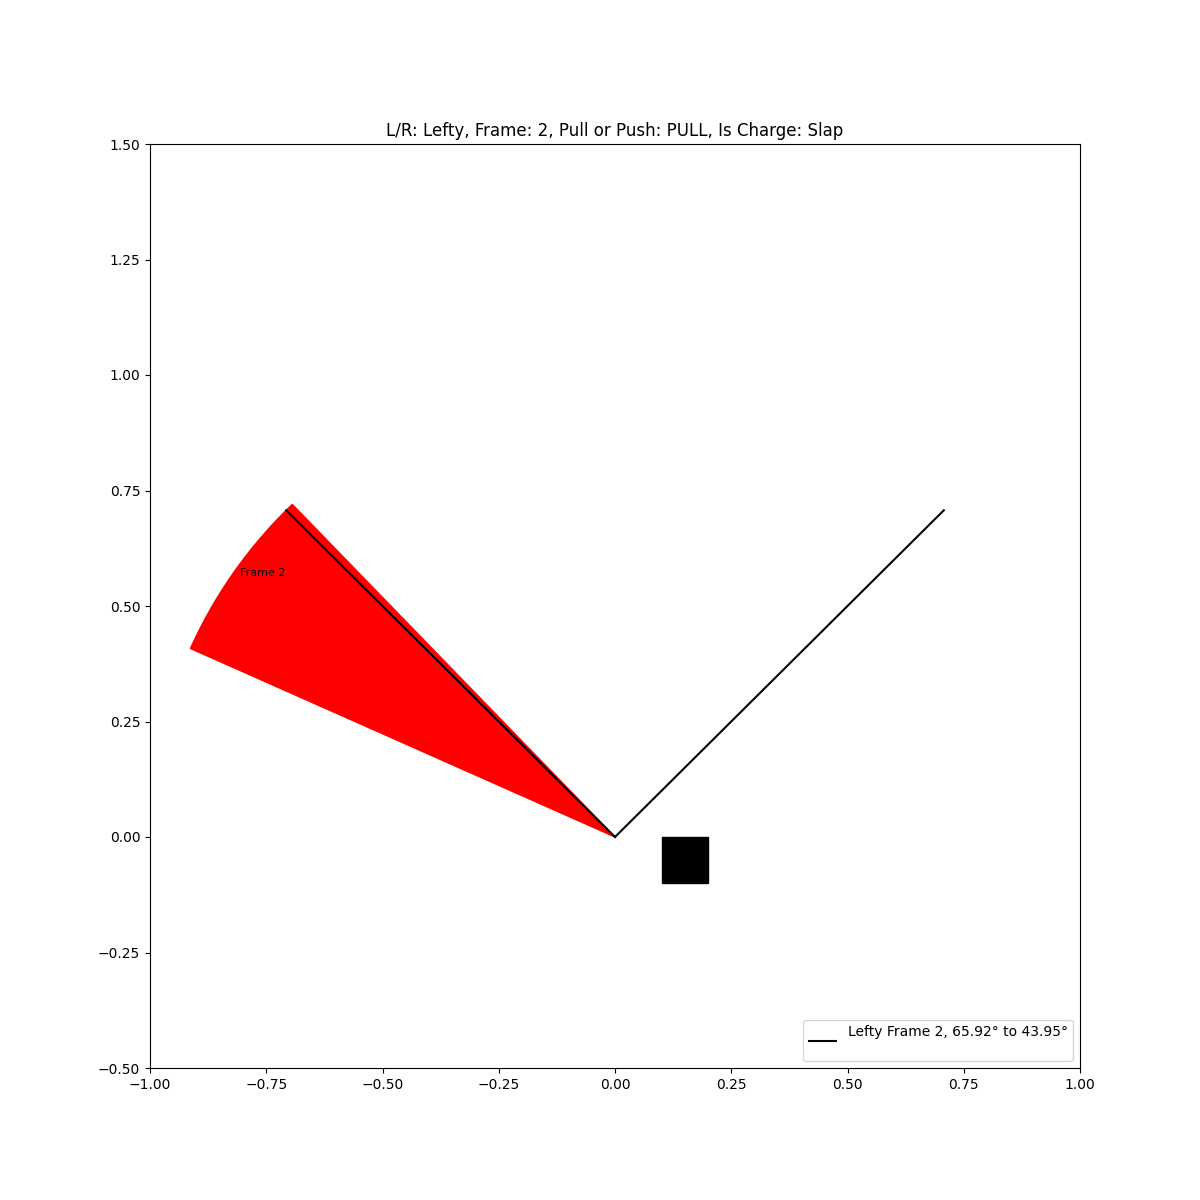 L/R: Lefty, Frame: 2, Pull or Push: PULL, Is Charge: Slap
1.50
1.25
1.00
0.75
0.50
0.25
0.00
−0.25
−0.50
Frame 2
Lefty Frame 2, 65.92° to 43.95°
−1.00 −0.75 −0.50 −0.25 0.00 0.25 0.50 0.75 1.00